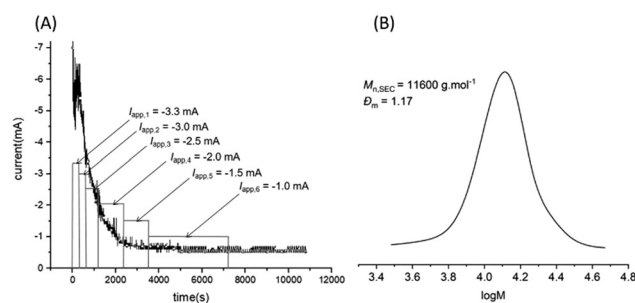 (A)
-7
-6
-5
-4
-3
-2
-1
0
current(mA)
Iapp,1 = -3.3 mA
Iapp,2 = -3.0 mA
Iapp,3 = -2.5 mA
Iapp,4 = -2.0 mA
Iapp,5 = -1.5 mA
Iapp,6 = -1.0 mA
0 2000 4000 6000 8000 10000 12000
time(s)
(B)
Mn,SEC = 11600 g.mol-1
Đm = 1.17
3.4 3.6 3.8 4.0 4.2 4.4 4.6 4.8
logM